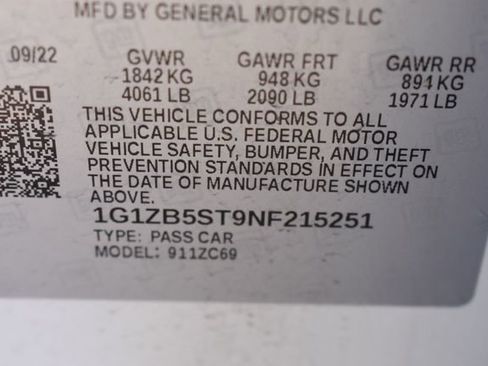 MFD BY GENERAL MOTORS LLC
09/22 GVWR GAWR FRT GAWR RR
1842 KG 948 KG 894 KG
4061 LB 2090 LB 1971 LB
THIS VEHICLE CONFORMS TO ALL
APPLICABLE U.S. FEDERAL MOTOR
VEHICLE SAFETY, BUMPER, AND THEFT
PREVENTION STANDARDS IN EFFECT ON
THE DATE OF MANUFACTURE SHOWN
ABOVE.
1G1ZB5ST9NF215251
TYPE: PASS CAR
MODEL: 911ZC69